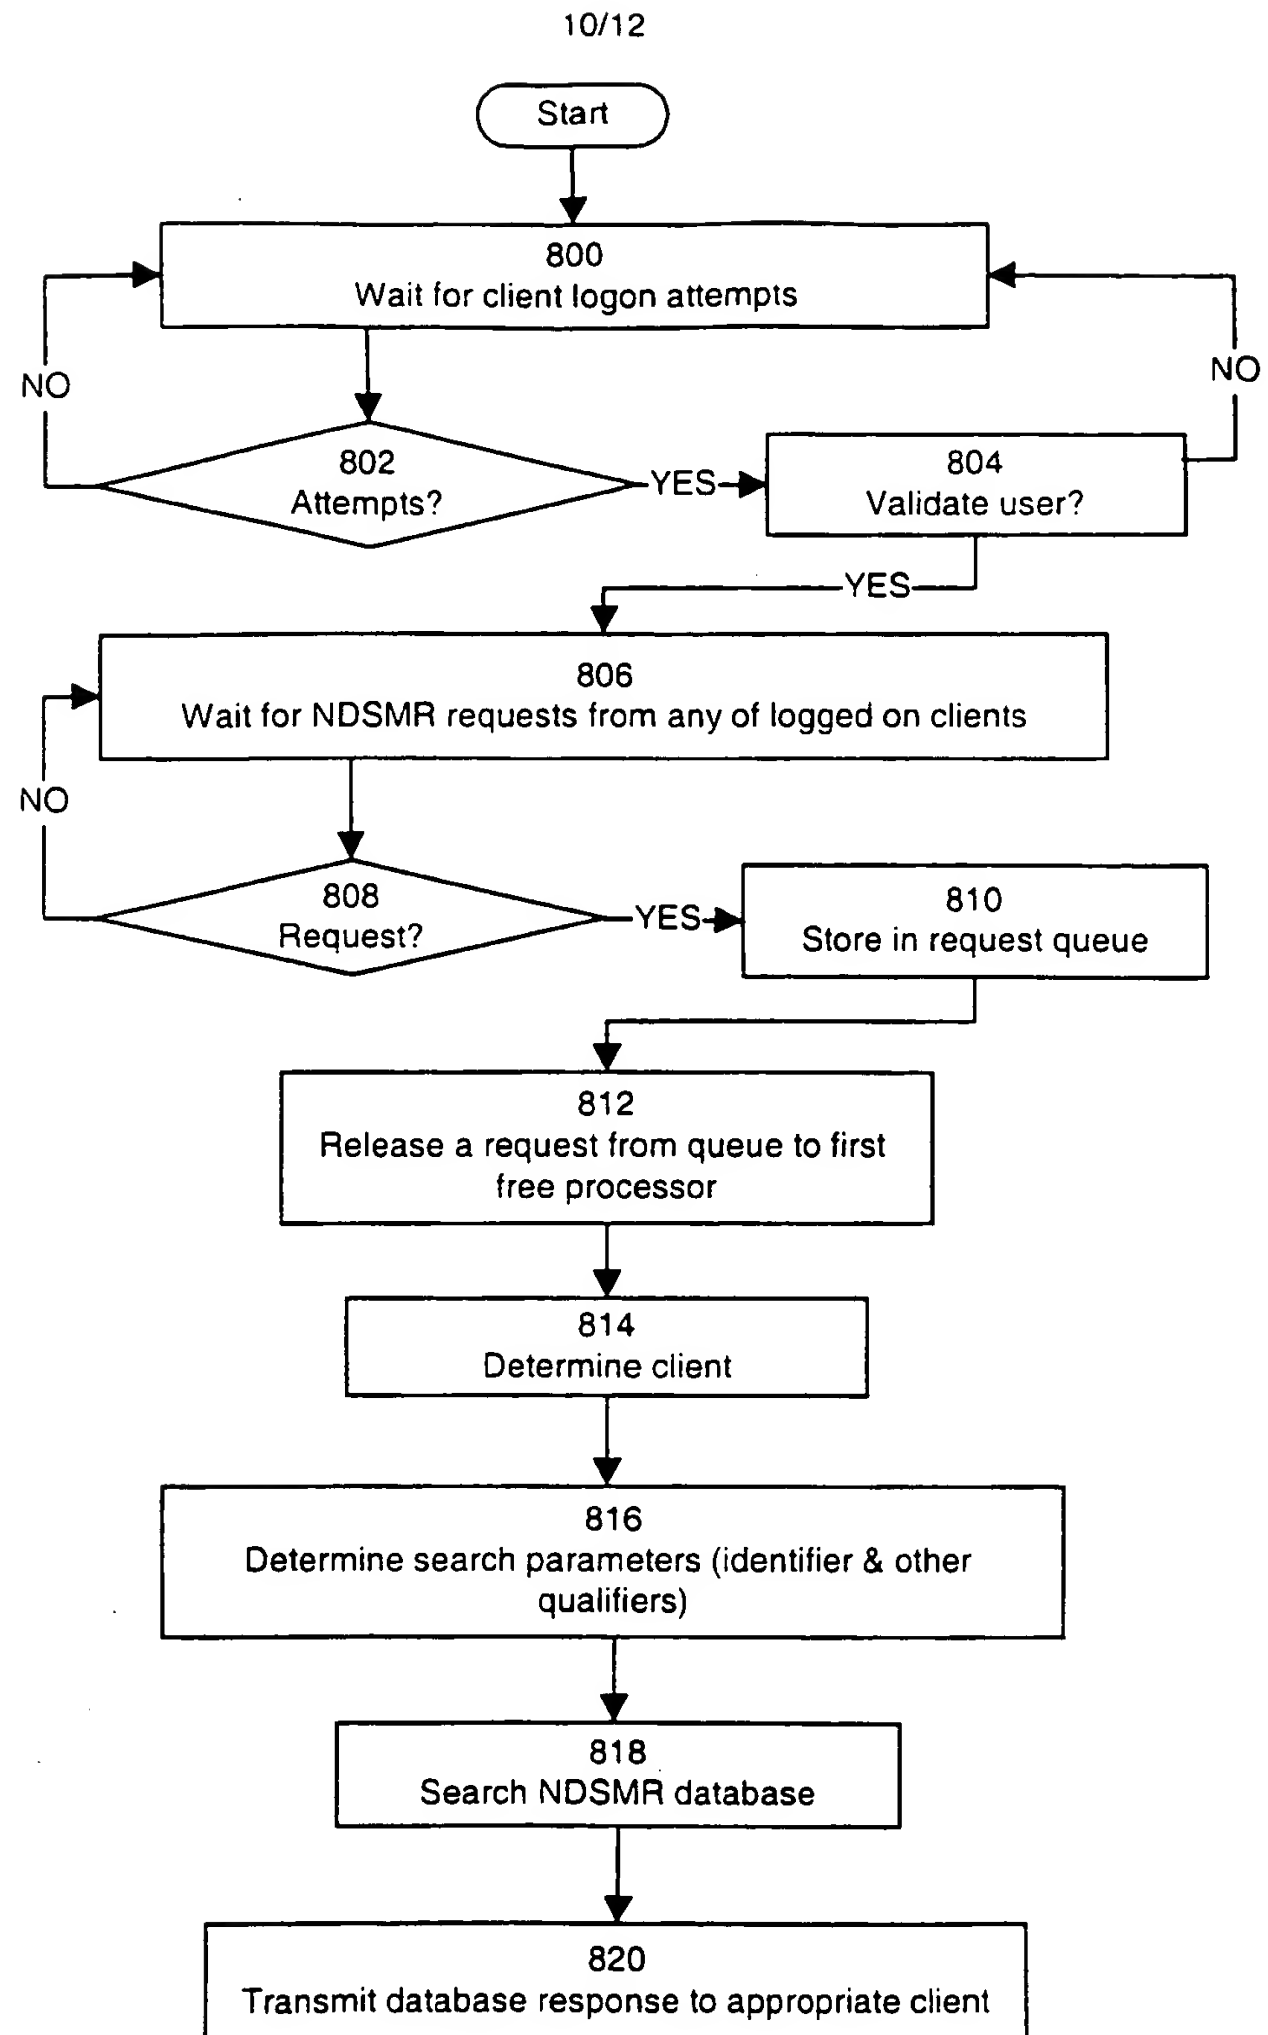 10/12
Start
800
Wait for client logon attempts
NO
NO
802
Attempts?
YES
804
Validate user?
YES
806
Wait for NDSMR requests from any of logged on clients
NO
808
Request?
YES
810
Store in request queue
812
Release a request from queue to first
free processor
814
Determine client
816
Determine search parameters (identifier & other
qualifiers)
818
Search NDSMR database
820
Transmit database response to appropriate client